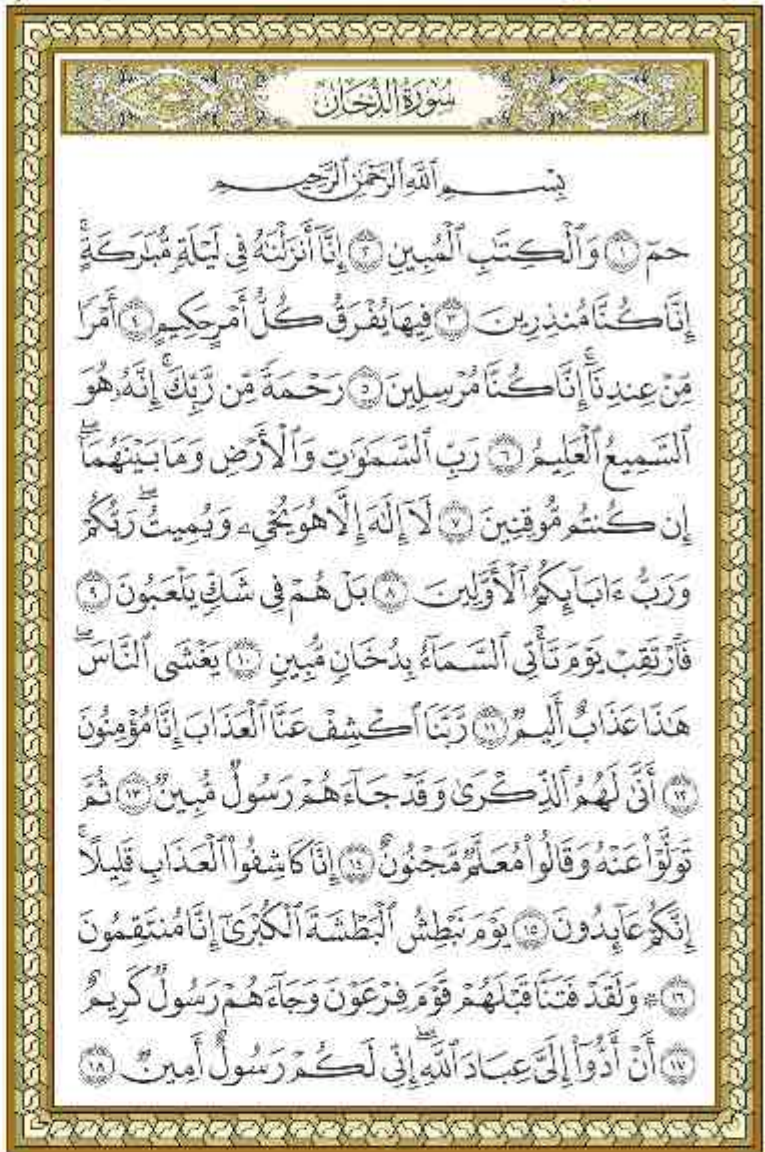 سُورَةُ الدُّخَانِ
بِسْمِ ٱللَّهِ ٱلرَّحْمَٰنِ ٱلرَّحِيمِ
حمٓ ١ وَٱلْكِتَٰبِ ٱلْمُبِينِ ٢ إِنَّآ أَنزَلْنَٰهُ فِى لَيْلَةٍ مُّبَٰرَكَةٍ ۚ
إِنَّا كُنَّا مُنذِرِينَ ٣ فِيهَا يُفْرَقُ كُلُّ أَمْرٍ حَكِيمٍ ٤ أَمْرًا
مِّنْ عِندِنَآ ۚ إِنَّا كُنَّا مُرْسِلِينَ ٥ رَحْمَةً مِّن رَّبِّكَ ۚ إِنَّهُۥ هُوَ
ٱلسَّمِيعُ ٱلْعَلِيمُ ٦ رَبِّ ٱلسَّمَٰوَٰتِ وَٱلْأَرْضِ وَمَا بَيْنَهُمَآ ۖ
إِن كُنتُم مُّوقِنِينَ ٧ لَآ إِلَٰهَ إِلَّا هُوَ يُحْىِۦ وَيُمِيتُ ۖ رَبُّكُمْ
وَرَبُّ ءَابَآئِكُمُ ٱلْأَوَّلِينَ ٨ بَلْ هُمْ فِى شَكٍّ يَلْعَبُونَ ٩
فَٱرْتَقِبْ يَوْمَ تَأْتِى ٱلسَّمَآءُ بِدُخَانٍ مُّبِينٍ ١٠ يَغْشَى ٱلنَّاسَ ۖ
هَٰذَا عَذَابٌ أَلِيمٌ ١١ رَّبَّنَا ٱكْشِفْ عَنَّا ٱلْعَذَابَ إِنَّا مُؤْمِنُونَ
١٢ أَنَّىٰ لَهُمُ ٱلذِّكْرَىٰ وَقَدْ جَآءَهُمْ رَسُولٌ مُّبِينٌ ١٣ ثُمَّ
تَوَلَّوْا۟ عَنْهُ وَقَالُوا۟ مُعَلَّمٌ مَّجْنُونٌ ١٤ إِنَّا كَاشِفُوا۟ ٱلْعَذَابِ قَلِيلًا ۚ
إِنَّكُمْ عَآئِدُونَ ١٥ يَوْمَ نَبْطِشُ ٱلْبَطْشَةَ ٱلْكُبْرَىٰٓ إِنَّا مُنتَقِمُونَ
١٦ ۞ وَلَقَدْ فَتَنَّا قَبْلَهُمْ قَوْمَ فِرْعَوْنَ وَجَآءَهُمْ رَسُولٌ كَرِيمٌ
١٧ أَنْ أَدُّوٓا۟ إِلَىَّ عِبَادَ ٱللَّهِ ۖ إِنِّى لَكُمْ رَسُولٌ أَمِينٌ ١٨